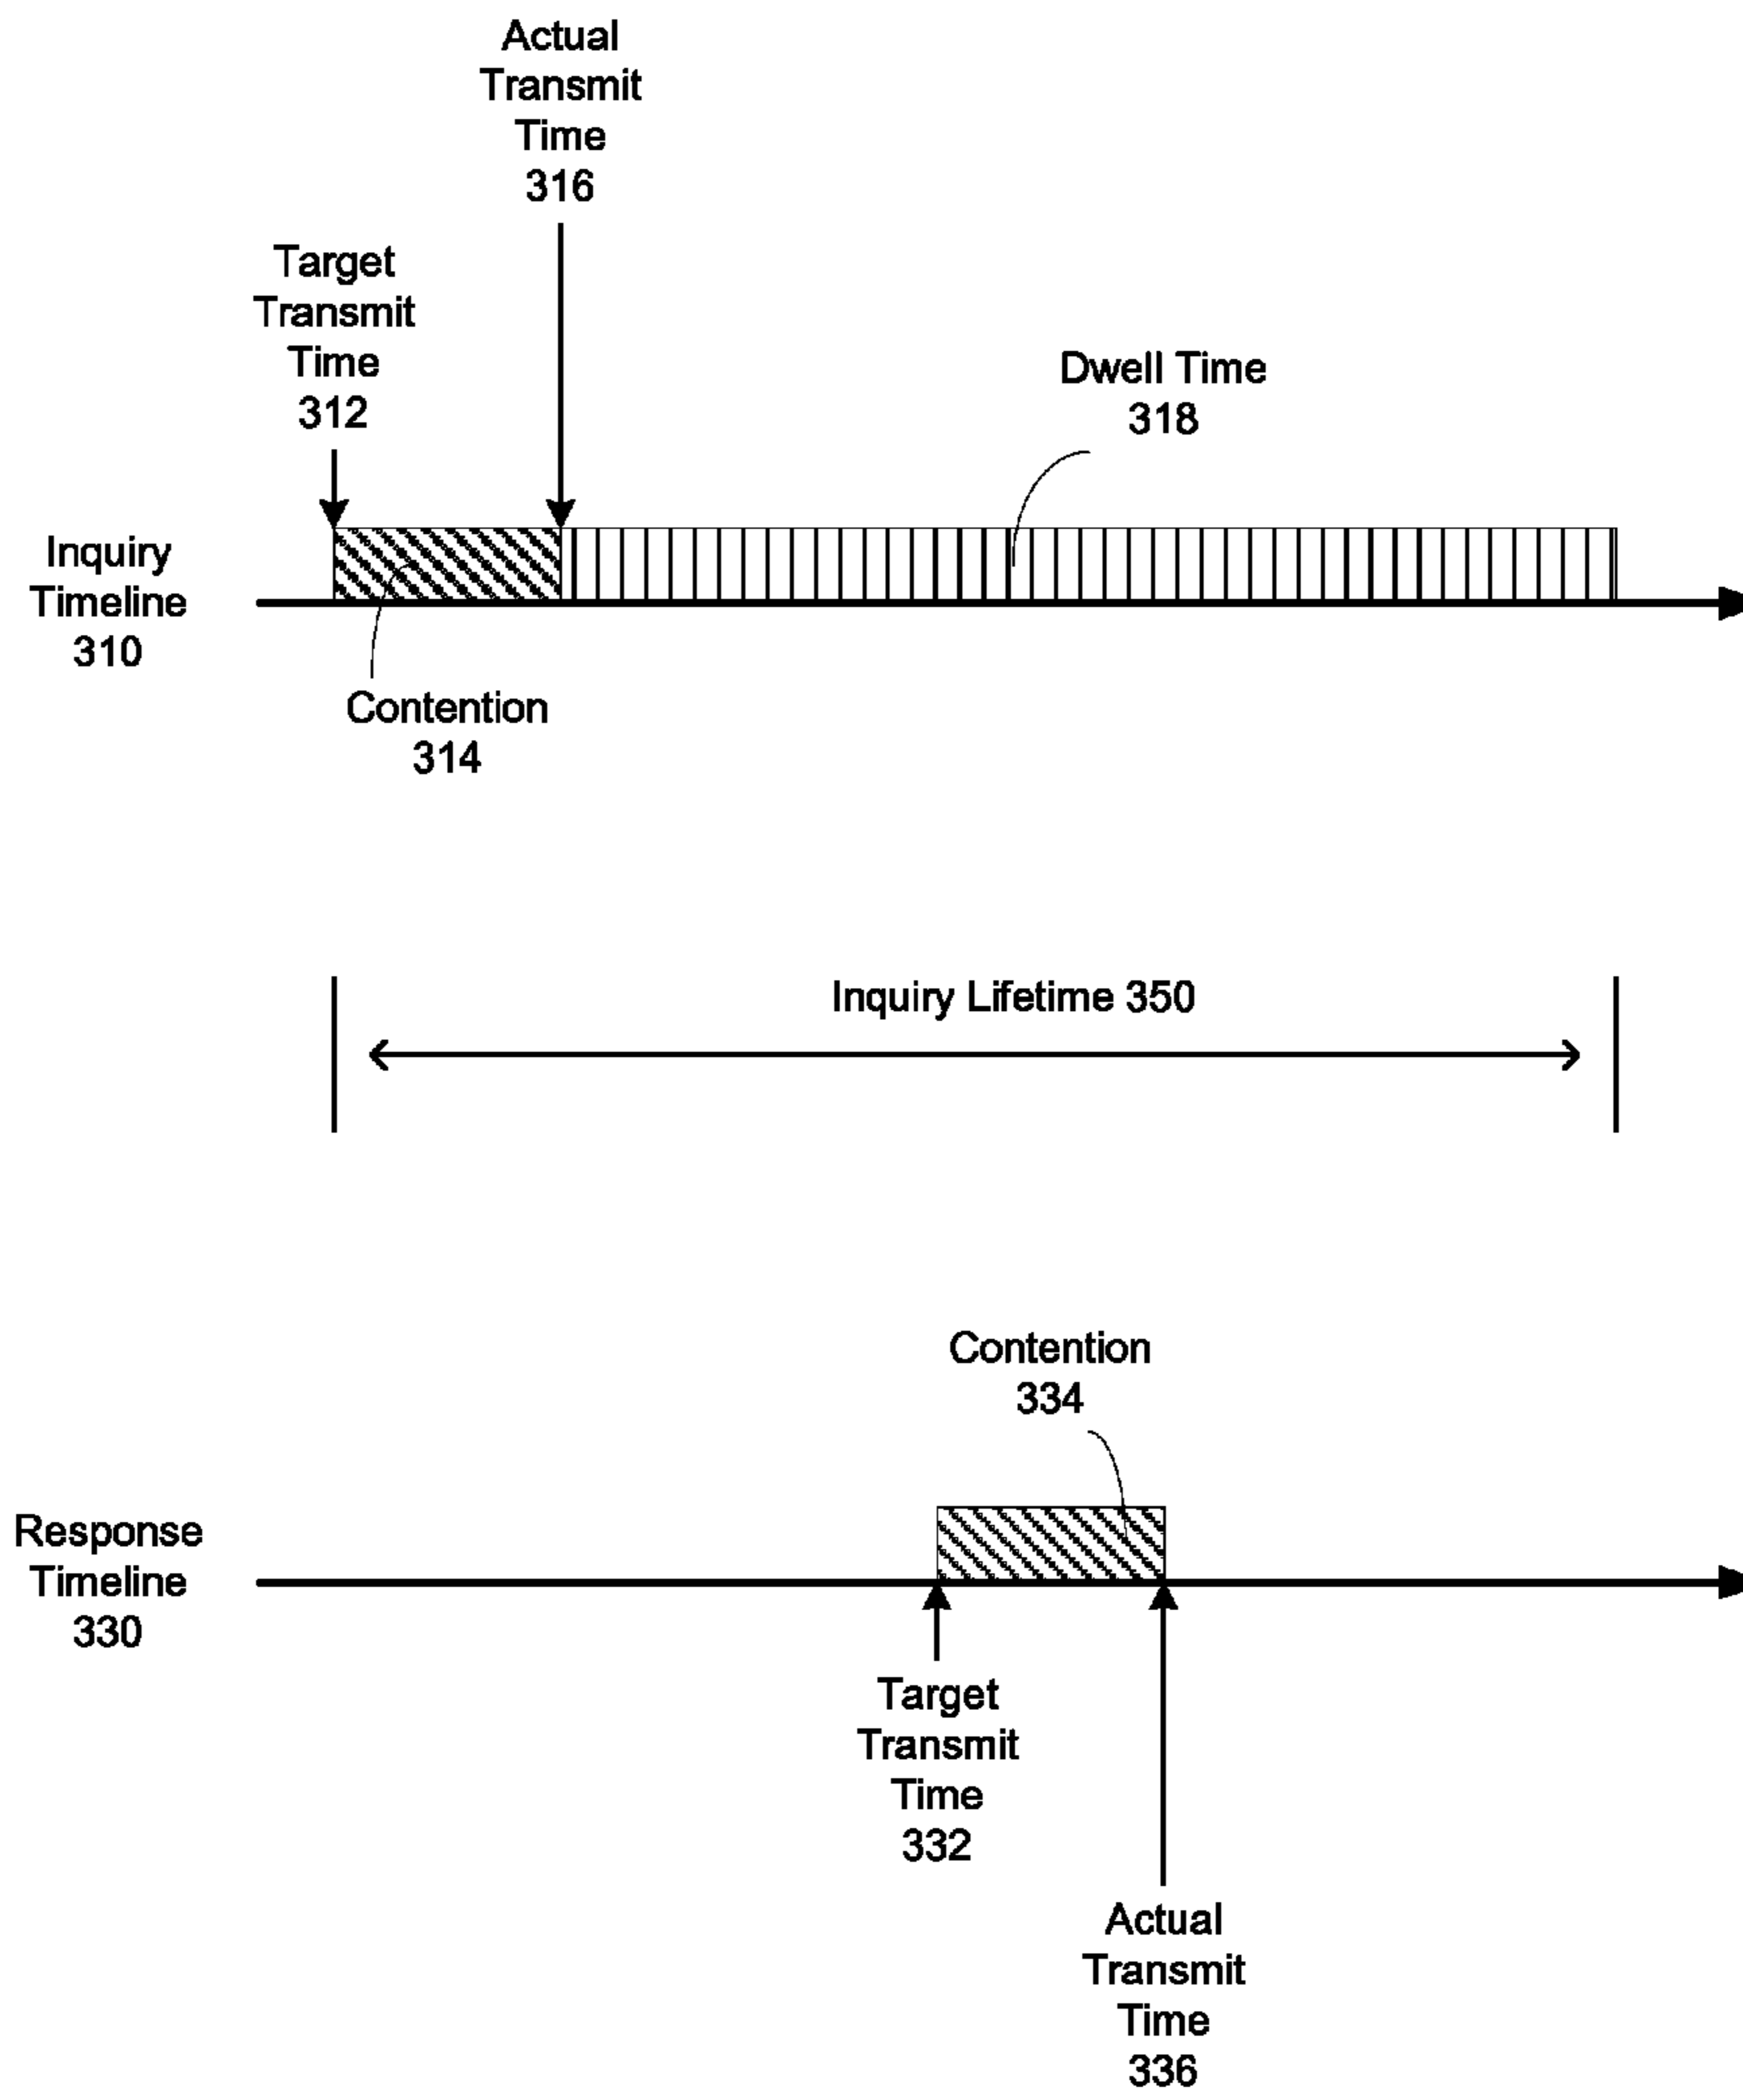 Actual
Transmit
Time
316
Target
Transmit
Time
312
Dwell Time
318
Inquiry
Timeline
310
Contention
314
Inquiry Lifetime 350
Contention
334
Response
Timeline
330
Target
Transmit
Time
332
Actual
Transmit
Time
336